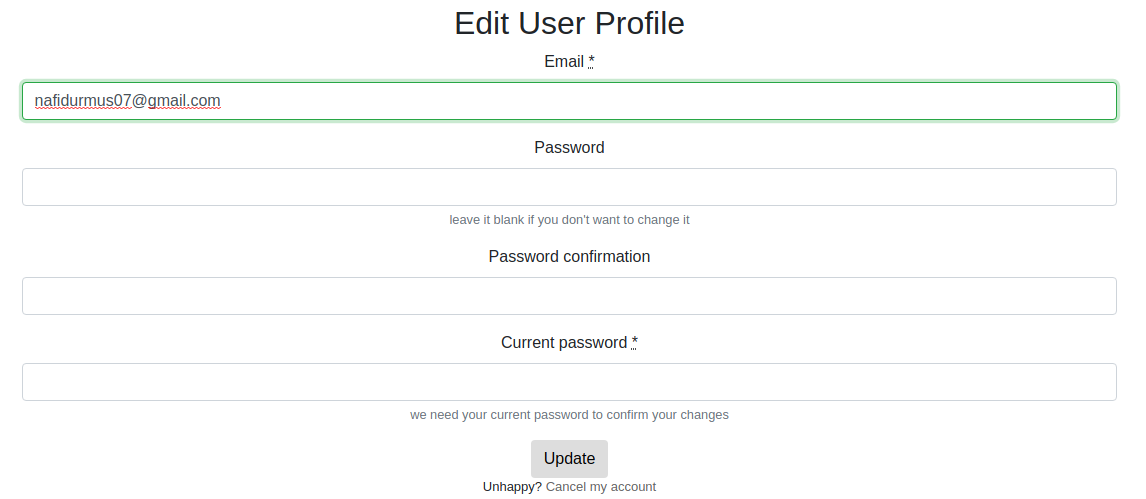 Edit User Profile
Email *
nafidurmus07@gmail.com
Password
leave it blank if you don't want to change it
Password confirmation
Current password *
we need your current password to confirm your changes
Update
Unhappy? Cancel my account